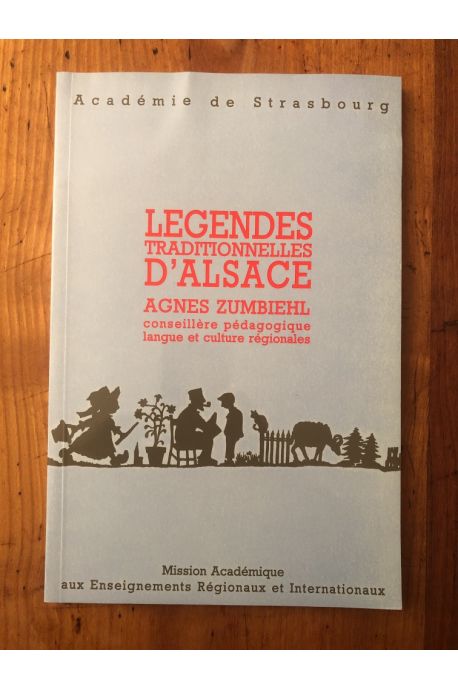 Académie de Strasbourg
LEGENDES
TRADITIONNELLES
D'ALSACE
AGNES ZUMBIEHL
conseillère pédagogique
langue et culture régionales
Mission Académique
aux Enseignements Régionaux et Internationaux